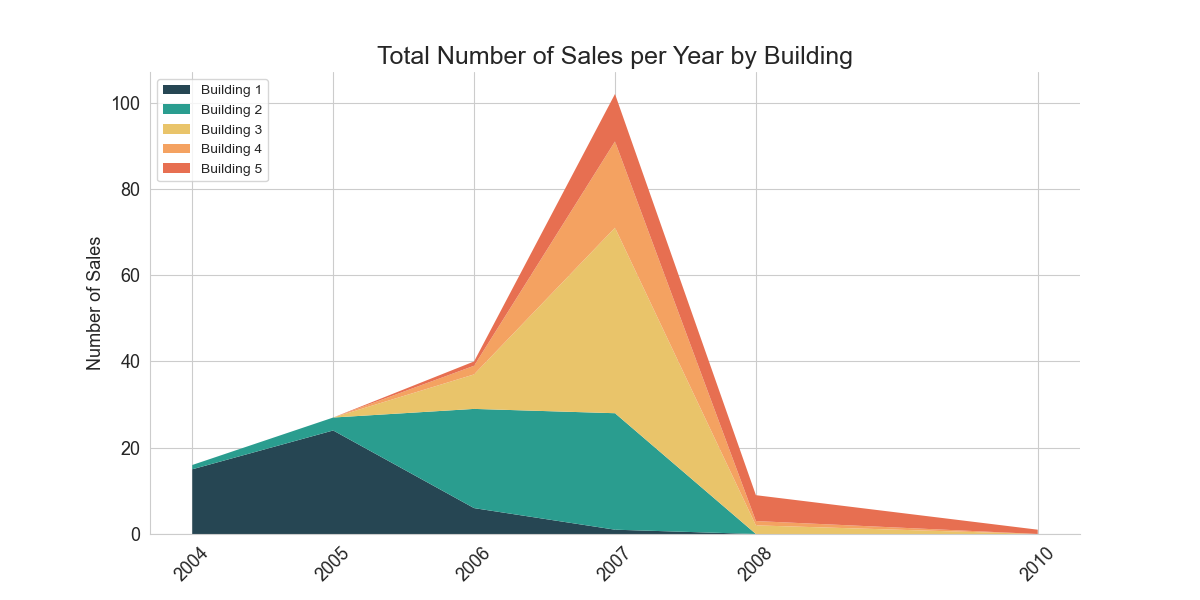 Total Number of Sales per Year by Building
Building 1
Building 2
Building 3
Building 4
Building 5
Number of Sales
100
80
60
40
20
0
2004
2005
2006
2007
2008
2010